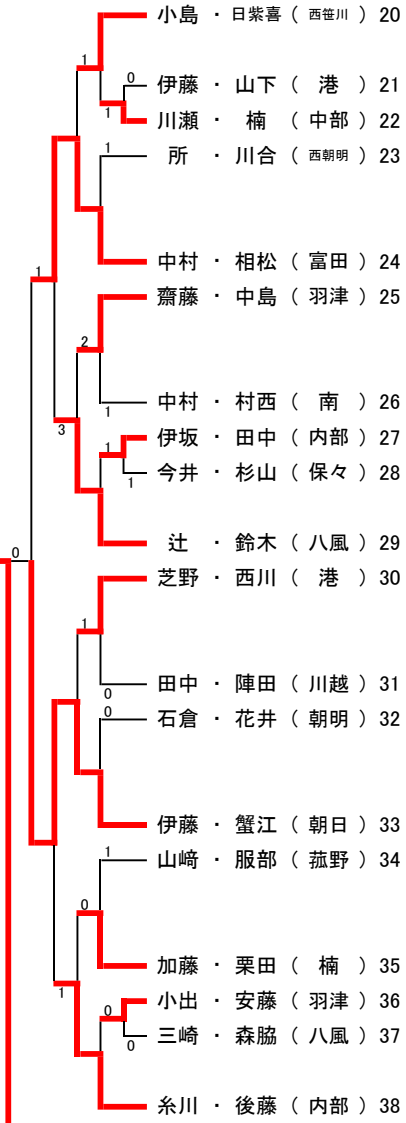 小島 ・ 日紫喜 ( 西笹川 ) 20
1
0
伊藤 ・ 山下 ( 港 ) 21
1
川瀬 ・ 楠 ( 中部 ) 22
1
所 ・ 川合 ( 西朝明 ) 23
中村 ・ 相松 ( 富田 ) 24
1
齋藤 ・ 中島 ( 羽津 ) 25
2
中村 ・ 村西 ( 南 ) 26
1
3
伊坂 ・ 田中 ( 内部 ) 27
1
今井 ・ 杉山 ( 保々 ) 28
1
辻 ・ 鈴木 ( 八風 ) 29
0
芝野 ・ 西川 ( 港 ) 30
1
田中 ・ 陣田 ( 川越 ) 31
0
0
石倉 ・ 花井 ( 朝明 ) 32
伊藤 ・ 蟹江 ( 朝日 ) 33
1
山﨑 ・ 服部 ( 菰野 ) 34
0
加藤 ・ 栗田 ( 楠 ) 35
1
小出 ・ 安藤 ( 羽津 ) 36
0
三崎 ・ 森脇 ( 八風 ) 37
0
糸川 ・ 後藤 ( 内部 ) 38